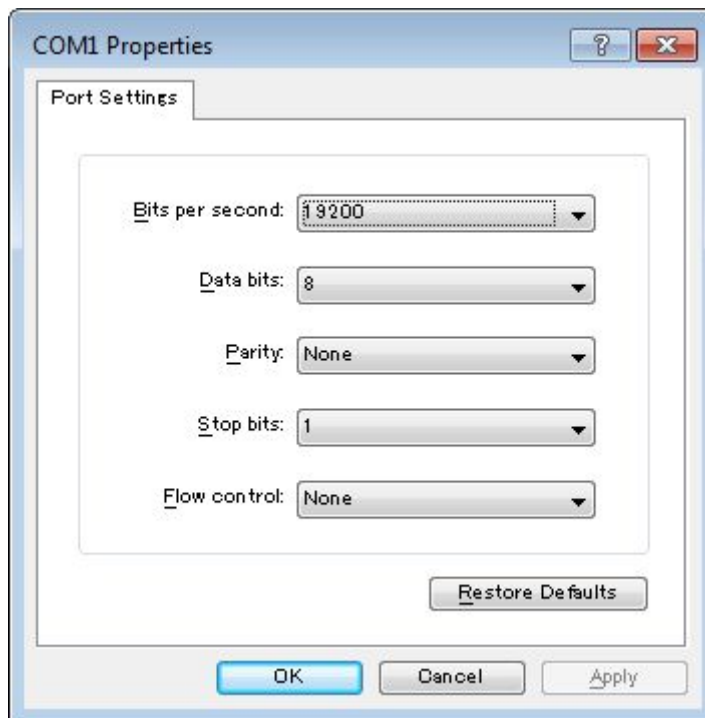 COM1 Properties
Port Settings
Bits per second: 19200
Data bits: 8
Parity: None
Stop bits: 1
Flow control: None
Restore Defaults
OK Cancel Apply